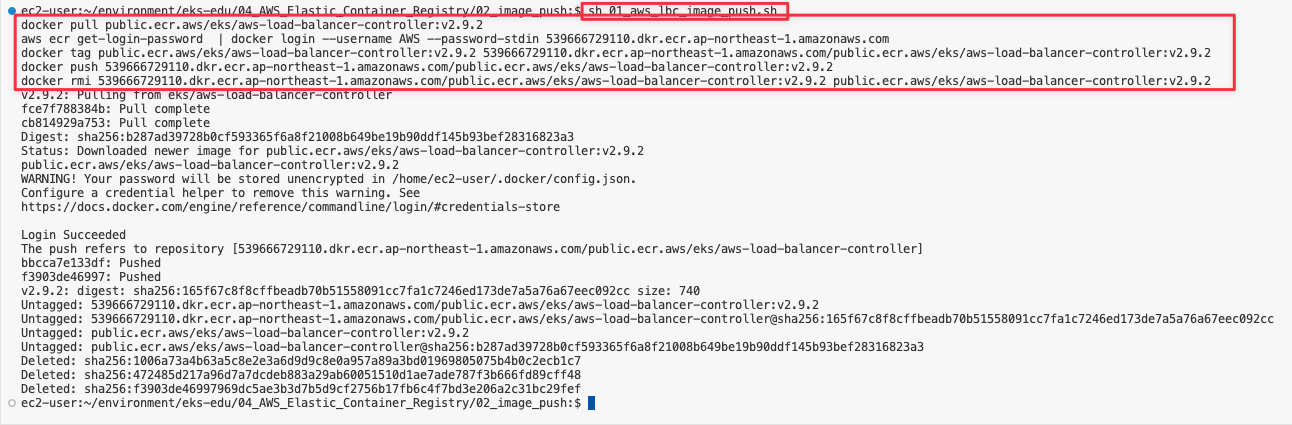 ec2-user:~/environment/eks-edu/04_AWS_Elastic_Container_Registry/02_image_push:$ sh 01_aws_lbc_image_push.sh
docker pull public.ecr.aws/eks/aws-load-balancer-controller:v2.9.2
aws ecr get-login-password  | docker login --username AWS --password-stdin 539666729110.dkr.ecr.ap-northeast-1.amazonaws.com
docker tag public.ecr.aws/eks/aws-load-balancer-controller:v2.9.2 539666729110.dkr.ecr.ap-northeast-1.amazonaws.com/public.ecr.aws/eks/aws-load-balancer-controller:v2.9.2
docker push 539666729110.dkr.ecr.ap-northeast-1.amazonaws.com/public.ecr.aws/eks/aws-load-balancer-controller:v2.9.2
docker rmi 539666729110.dkr.ecr.ap-northeast-1.amazonaws.com/public.ecr.aws/eks/aws-load-balancer-controller:v2.9.2 public.ecr.aws/eks/aws-load-balancer-controller:v2.9.2
v2.9.2: Pulling from eks/aws-load-balancer-controller
fce7f788384b: Pull complete
cb814929a753: Pull complete
Digest: sha256:b287ad39728b0cf593365f6a8f21008b649be19b90ddf145b93bef28316823a3
Status: Downloaded newer image for public.ecr.aws/eks/aws-load-balancer-controller:v2.9.2
public.ecr.aws/eks/aws-load-balancer-controller:v2.9.2
WARNING! Your password will be stored unencrypted in /home/ec2-user/.docker/config.json.
Configure a credential helper to remove this warning. See
https://docs.docker.com/engine/reference/commandline/login/#credentials-store
Login Succeeded
The push refers to repository [539666729110.dkr.ecr.ap-northeast-1.amazonaws.com/public.ecr.aws/eks/aws-load-balancer-controller]
bbcca7e133df: Pushed
f3903de46997: Pushed
v2.9.2: digest: sha256:165f67c8f8cffbeadb70b51558091cc7fa1c7246ed173de7a5a76a67eec092cc size: 740
Untagged: 539666729110.dkr.ecr.ap-northeast-1.amazonaws.com/public.ecr.aws/eks/aws-load-balancer-controller:v2.9.2
Untagged: 539666729110.dkr.ecr.ap-northeast-1.amazonaws.com/public.ecr.aws/eks/aws-load-balancer-controller@sha256:165f67c8f8cffbeadb70b51558091cc7fa1c7246ed173de7a5a76a67eec092cc
Untagged: public.ecr.aws/eks/aws-load-balancer-controller:v2.9.2
Untagged: public.ecr.aws/eks/aws-load-balancer-controller@sha256:b287ad39728b0cf593365f6a8f21008b649be19b90ddf145b93bef28316823a3
Deleted: sha256:1006a73a4b63a5c8e2e3a6d9d9c8e0a957a89a3bd01969805075b4b0c2ecb1c7
Deleted: sha256:472485d217a96d7a7dcdeb883a29ab60051510d1ae7ade787f3b666fd89cff48
Deleted: sha256:f3903de46997969dc5ae3b3d7b5d9cf2756b17fb6c4f7bd3e206a2c31bc29fef
ec2-user:~/environment/eks-edu/04_AWS_Elastic_Container_Registry/02_image_push:$